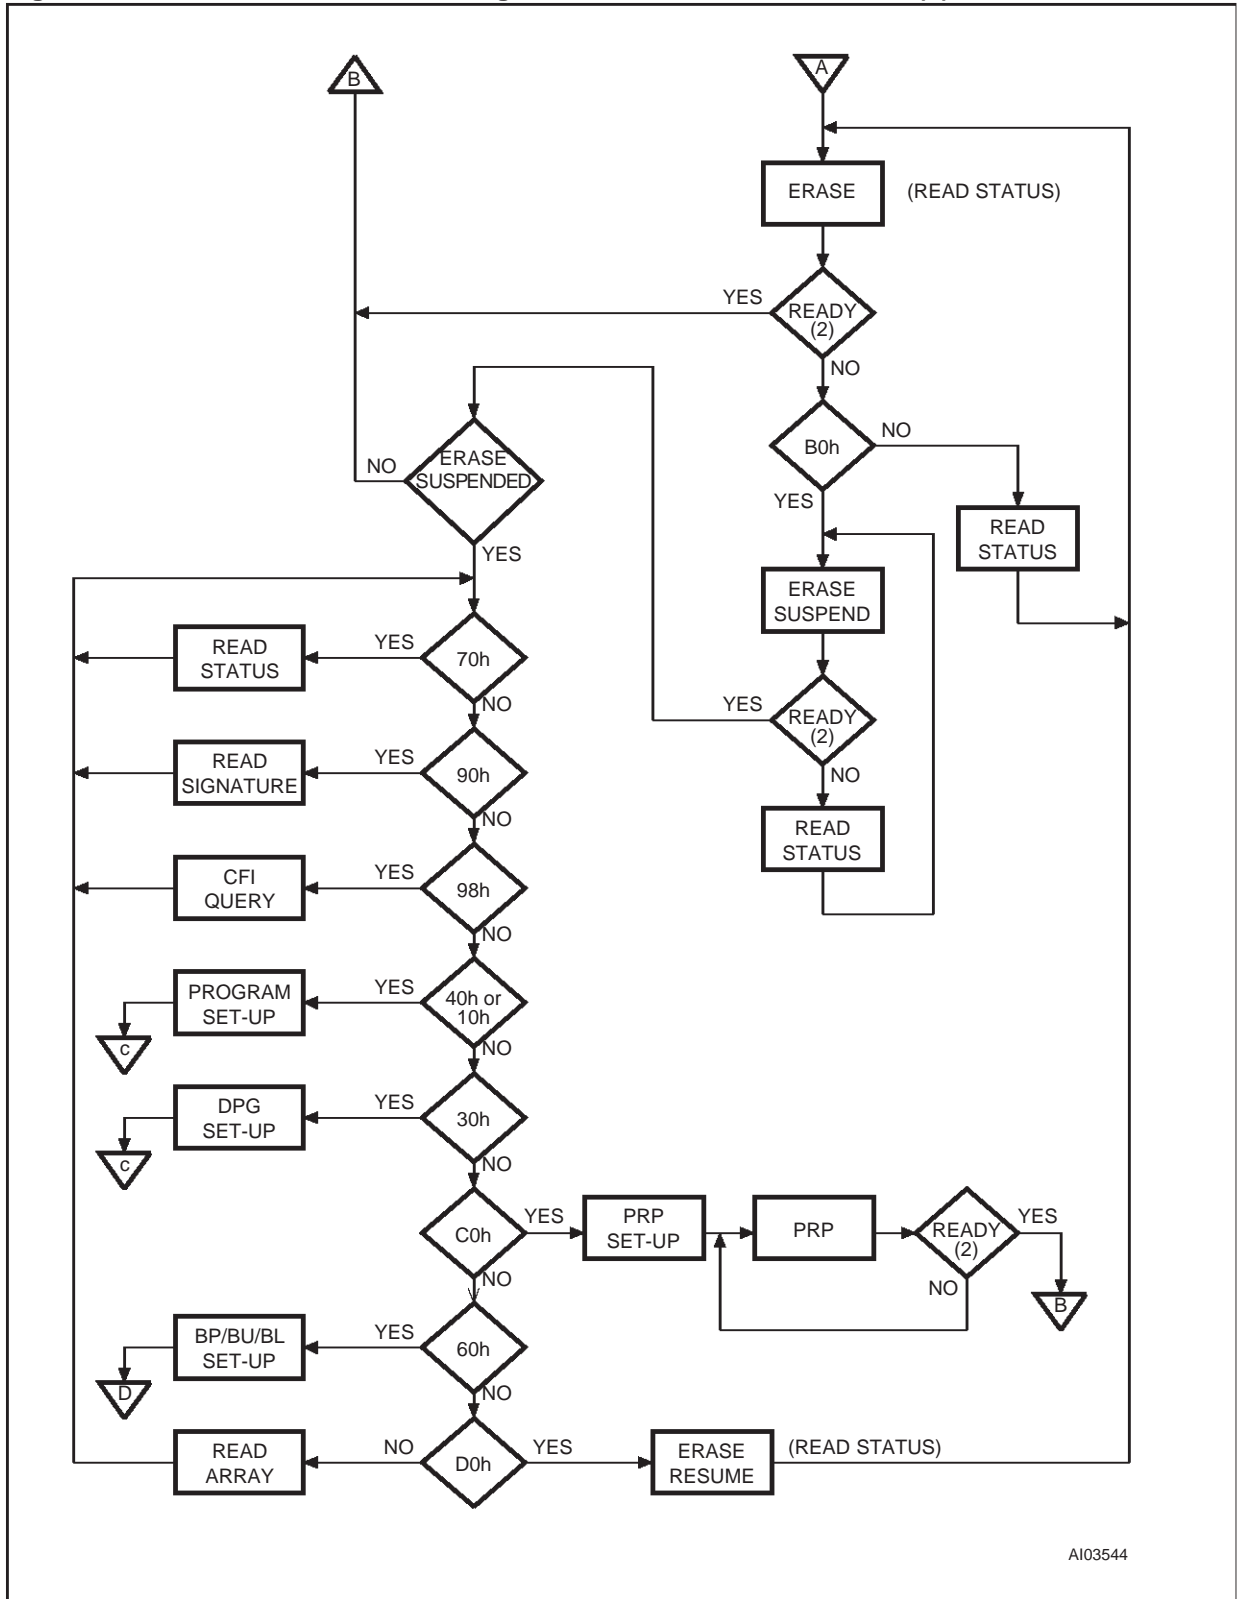 B
A
ERASE
(READ STATUS)
YES
READY
(2)
NO
B0h
NO
YES
ERASE
SUSPENDED
NO
YES
READ
STATUS
ERASE
SUSPEND
READ
STATUS
YES
70h
NO
YES
READY
(2)
NO
READ
SIGNATURE
YES
90h
NO
READ
STATUS
CFI
QUERY
YES
98h
NO
PROGRAM
SET-UP
YES
40h or
10h
NO
c
DPG
SET-UP
YES
30h
NO
c
C0h
YES
NO
PRP
SET-UP
PRP
READY
(2)
YES
NO
B
BP/BU/BL
SET-UP
YES
60h
NO
D
READ
ARRAY
NO
D0h
YES
ERASE
RESUME
(READ STATUS)
AI03544